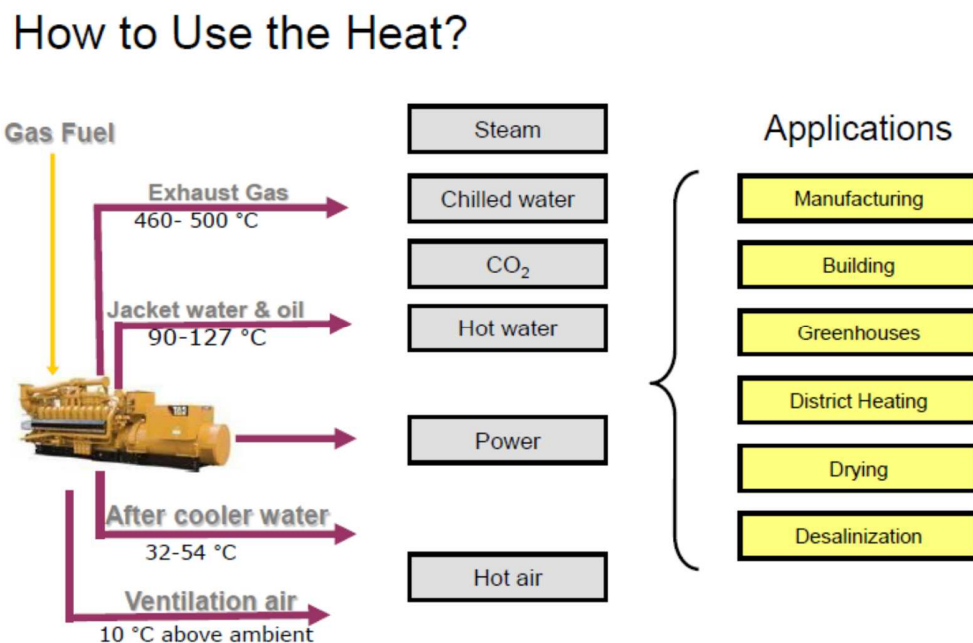 How to Use the Heat?
Gas Fuel
Exhaust Gas
460- 500 °C
Jacket water & oil
90-127 °C
After cooler water
32-54 °C
Ventilation air
10 °C above ambient
Steam
Chilled water
CO₂
Hot water
Power
Hot air
Applications
Manufacturing
Building
Greenhouses
District Heating
Drying
Desalinization